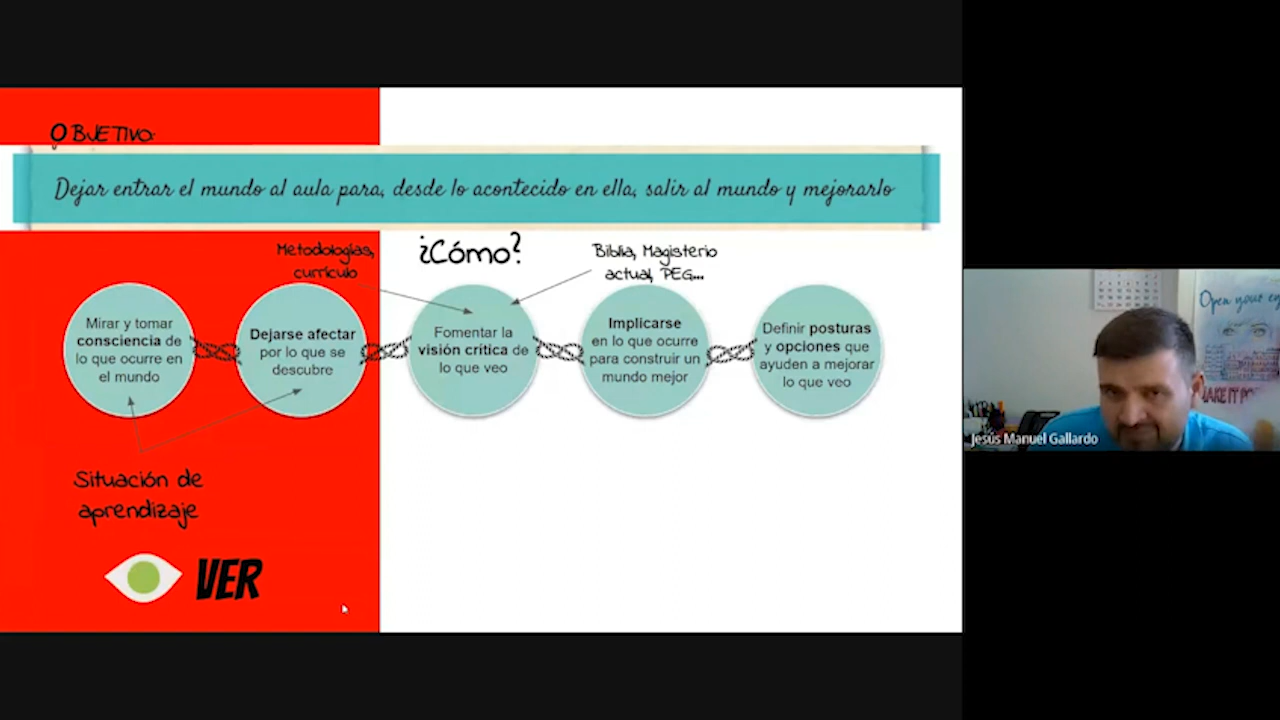 OBJETIVO:
Dejar entrar el mundo al aula para, desde lo acontecido en ella, salir al mundo y mejorarlo
Metodologías,
currículo
¿Cómo?
Biblia, Magisterio
actual, PEG...
Mirar y tomar
consciencia de
lo que ocurre en
el mundo
Dejarse afectar
por lo que se
descubre
Fomentar la
visión crítica de
lo que veo
Implicarse
en lo que ocurre
para construir un
mundo mejor
Definir posturas
y opciones que
ayuden a mejorar
lo que veo
Situación de
aprendizaje
VER
Open your
Jesús Manuel Gallardo